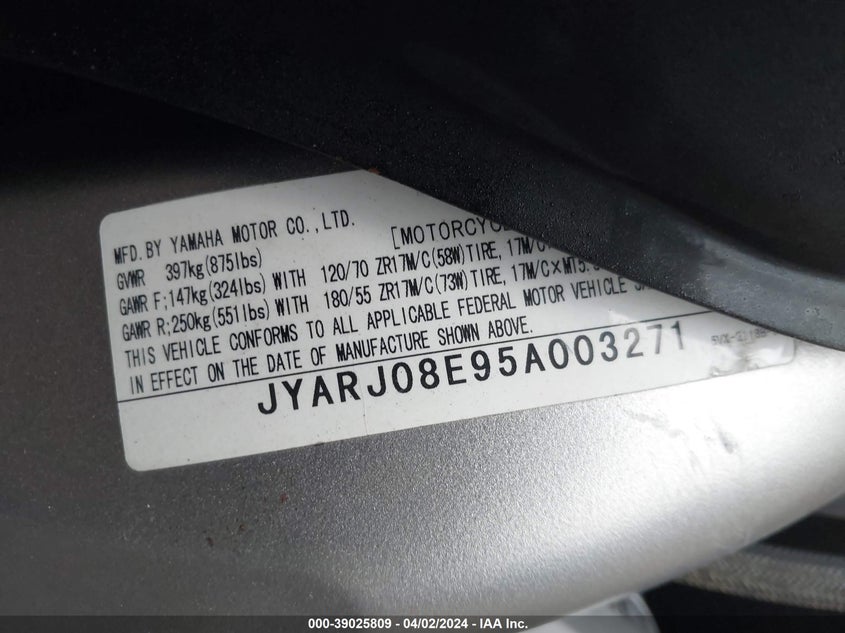 MFD. BY YAMAHA MOTOR CO., LTD.
GVWR 397kg(875lbs) [MOTORCYC
GAWR F:147kg(324lbs) WITH 120/70 ZR17M/C(58W)TIRE, 17M/C
GAWR R:250kg(551lbs) WITH 180/55 ZR17M/C(73W)TIRE, 17M/C×MT5.
THIS VEHICLE CONFORMS TO ALL APPLICABLE FEDERAL MOTOR VEHICLE
IN EFFECT ON THE DATE OF MANUFACTURE SHOWN ABOVE.
JYARJ08E95A003271
000-39025809 - 04/02/2024 - IAA Inc.